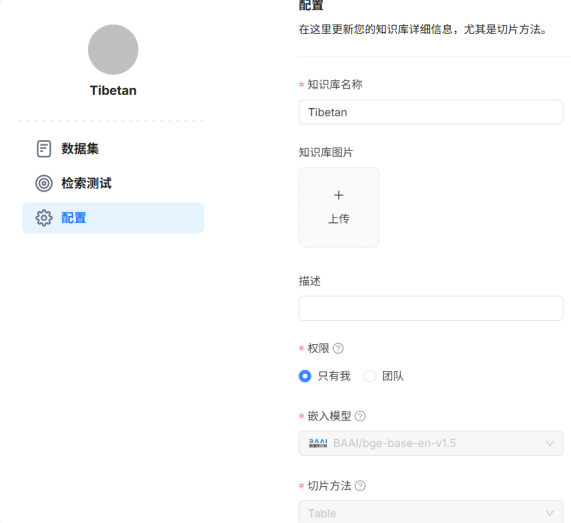 Tibetan
数据集
检索测试
配置
配置
在这里更新您的知识库详细信息，尤其是切片方法。
* 知识库名称
Tibetan
知识库图片
+
上传
描述
* 权限 ?
只有我 团队
* 嵌入模型 ?
BAAI BAAI/bge-base-en-v1.5
* 切片方法 ?
Table